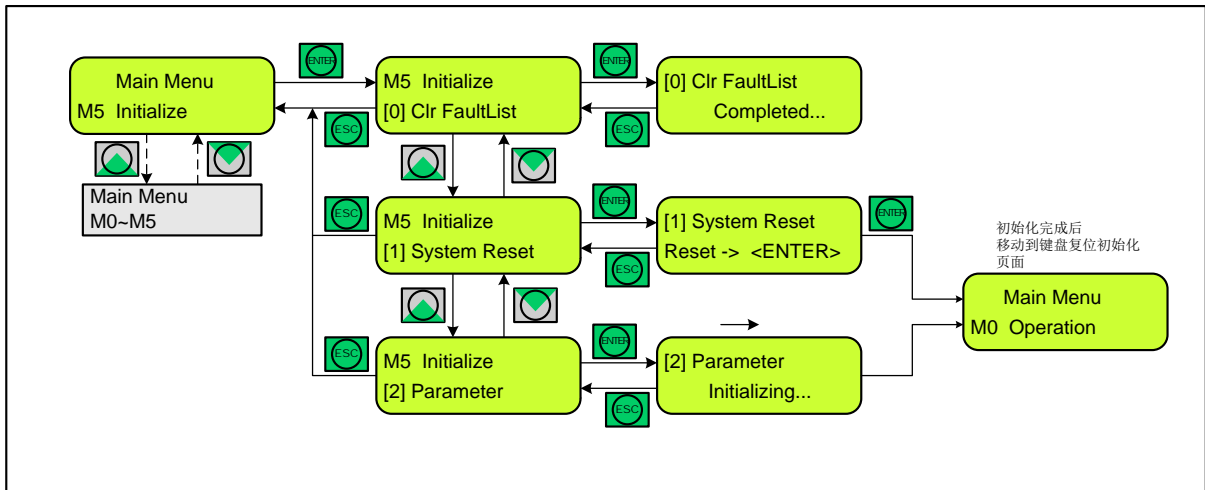 ENTER
ENTER
Main Menu
M5  Initialize
M5  Initialize
[0] Clr FaultList
[0] Clr FaultList
Completed...
ESC
ESC
Main Menu
M0~M5
ESC
M5  Initialize
[1] System Reset
ENTER
ESC
[1] System Reset
Reset ->  <ENTER>
ENTER
初始化完成后
移动到键盘复位初始化
页面
Main Menu
M0  Operation
ESC
M5  Initialize
[2] Parameter
ENTER
ESC
[2] Parameter
Initializing...